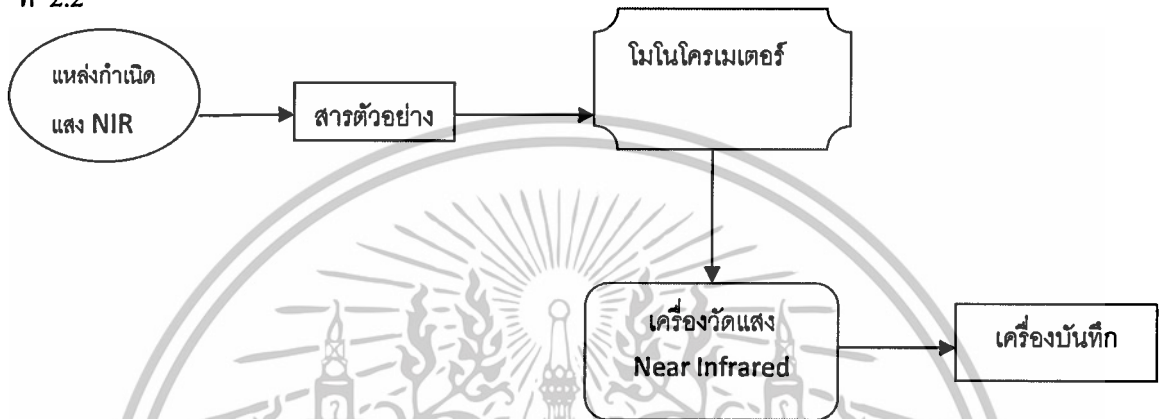 ที่ 2.2
แหล่งกำเนิด
แสง NIR
สารตัวอย่าง
โมโนโครเมเตอร์
เครื่องวัดแสง
Near Infrared
เครื่องบันทึก